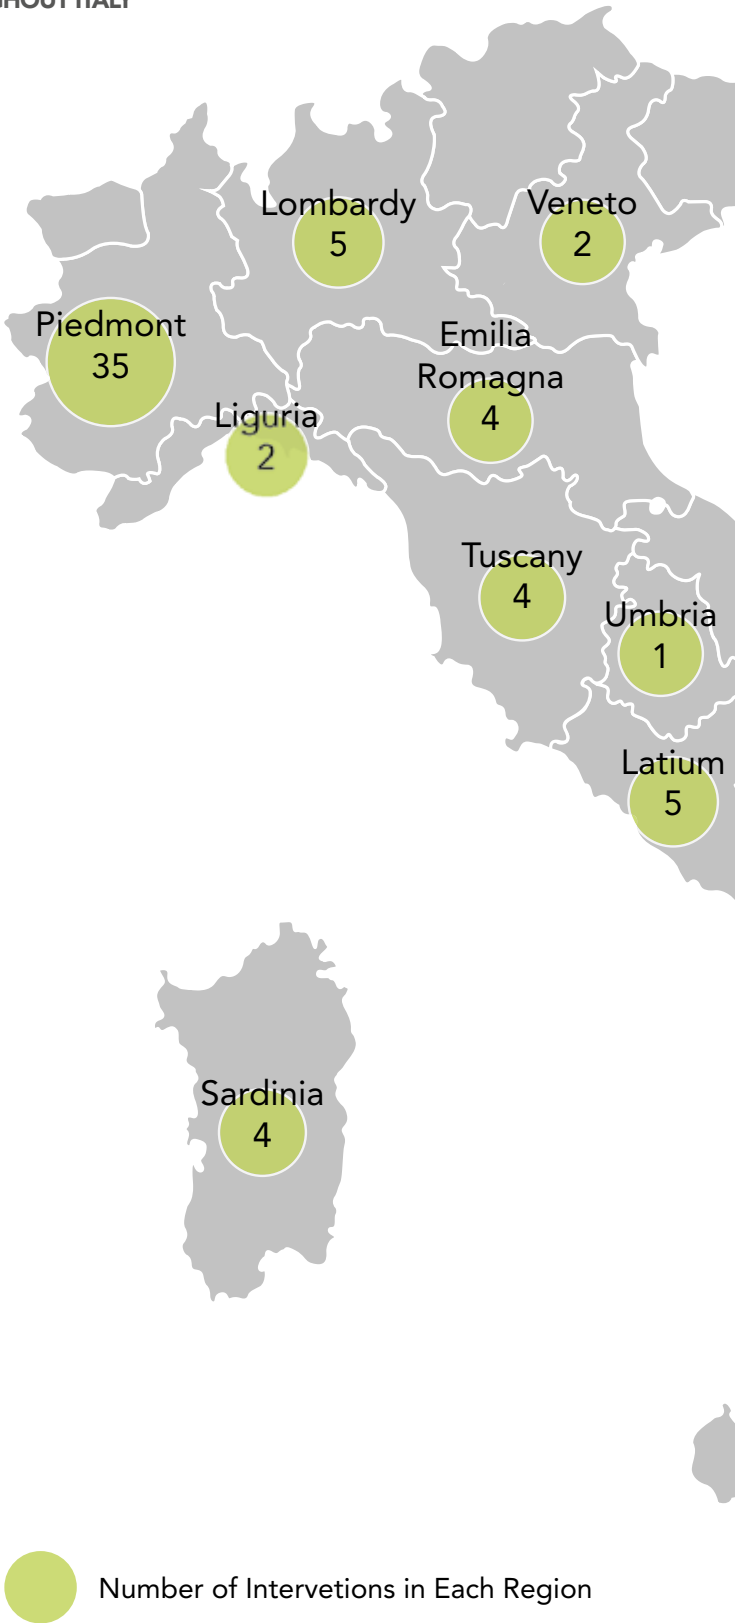 ITALY
Lombardy
5
Veneto
2
Piedmont
35
Emilia
Romagna
4
Liguria
2
Tuscany
4
Umbria
1
Latium
5
Sardinia
4
Number of Intervetions in Each Region